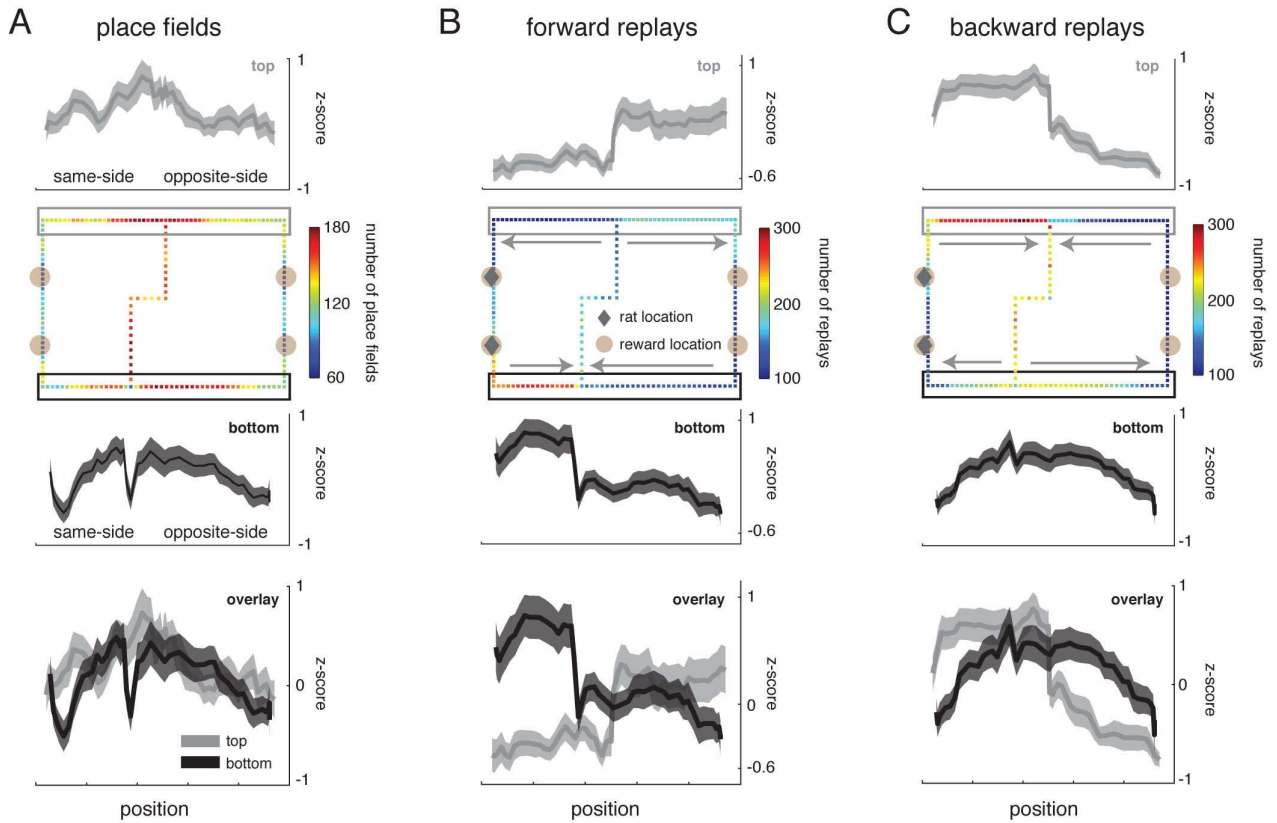 A
place fields
top
1
z-score
-1
same-side
opposite-side
180
120
60
number of place fields
bottom
1
z-score
-1
same-side
opposite-side
overlay
1
0
z-score
-1
top
bottom
position
B
forward replays
top
1
z-score
-0.6
rat location
reward location
300
200
100
number of replays
bottom
1
z-score
-0.6
overlay
1
z-score
0
-0.6
position
C
backward replays
top
1
z-score
-1
300
200
100
number of replays
bottom
1
z-score
-1
overlay
1
z-score
0
-1
position